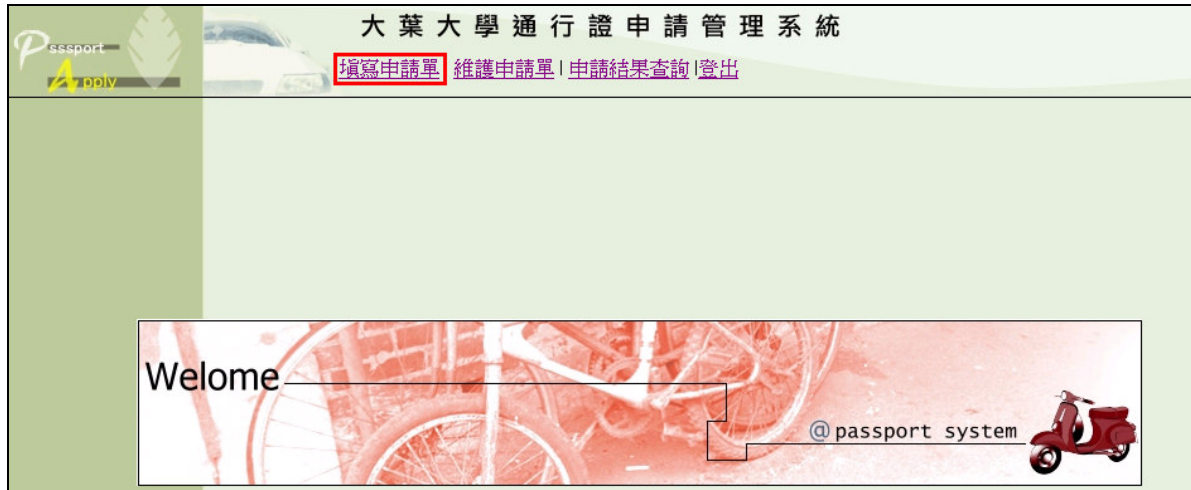 Psssport
Apply
大葉大學通行證申請管理系統
填寫申請單 維護申請單 | 申請結果查詢 | 登出
Welome
@ passport system